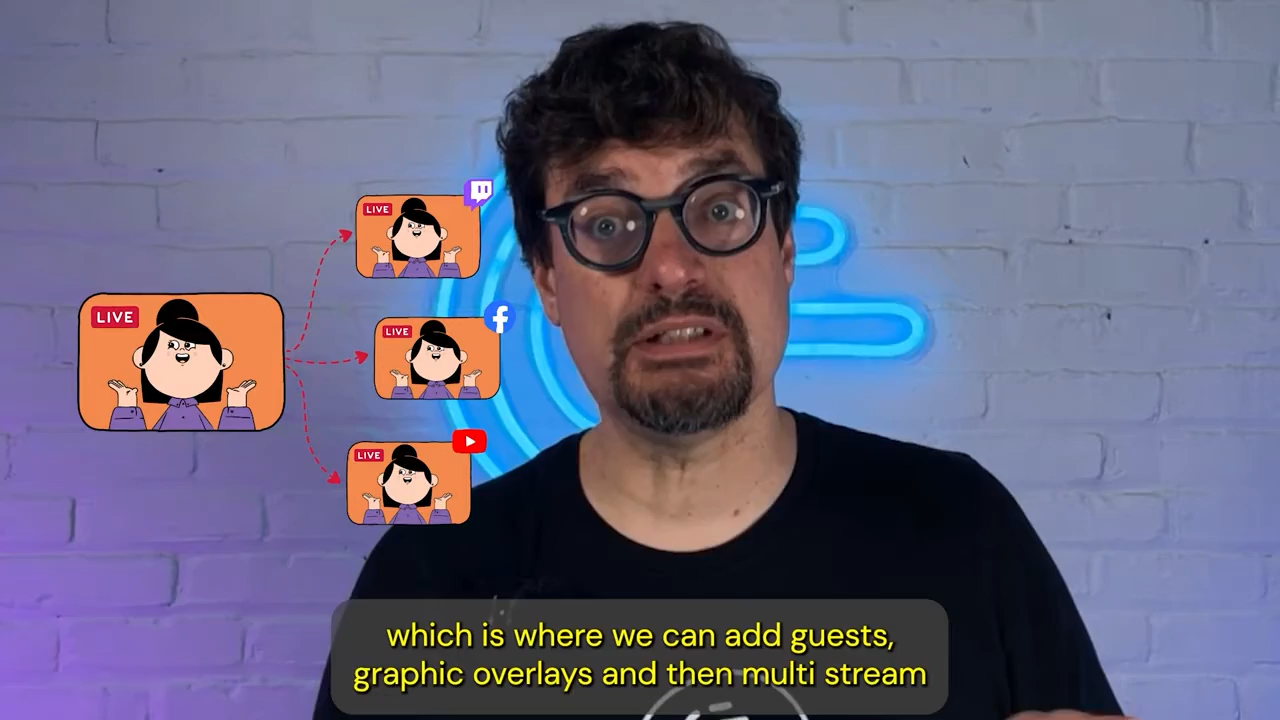 LIVE
LIVE
LIVE
LIVE
which is where we can add guests,
graphic overlays and then multi stream